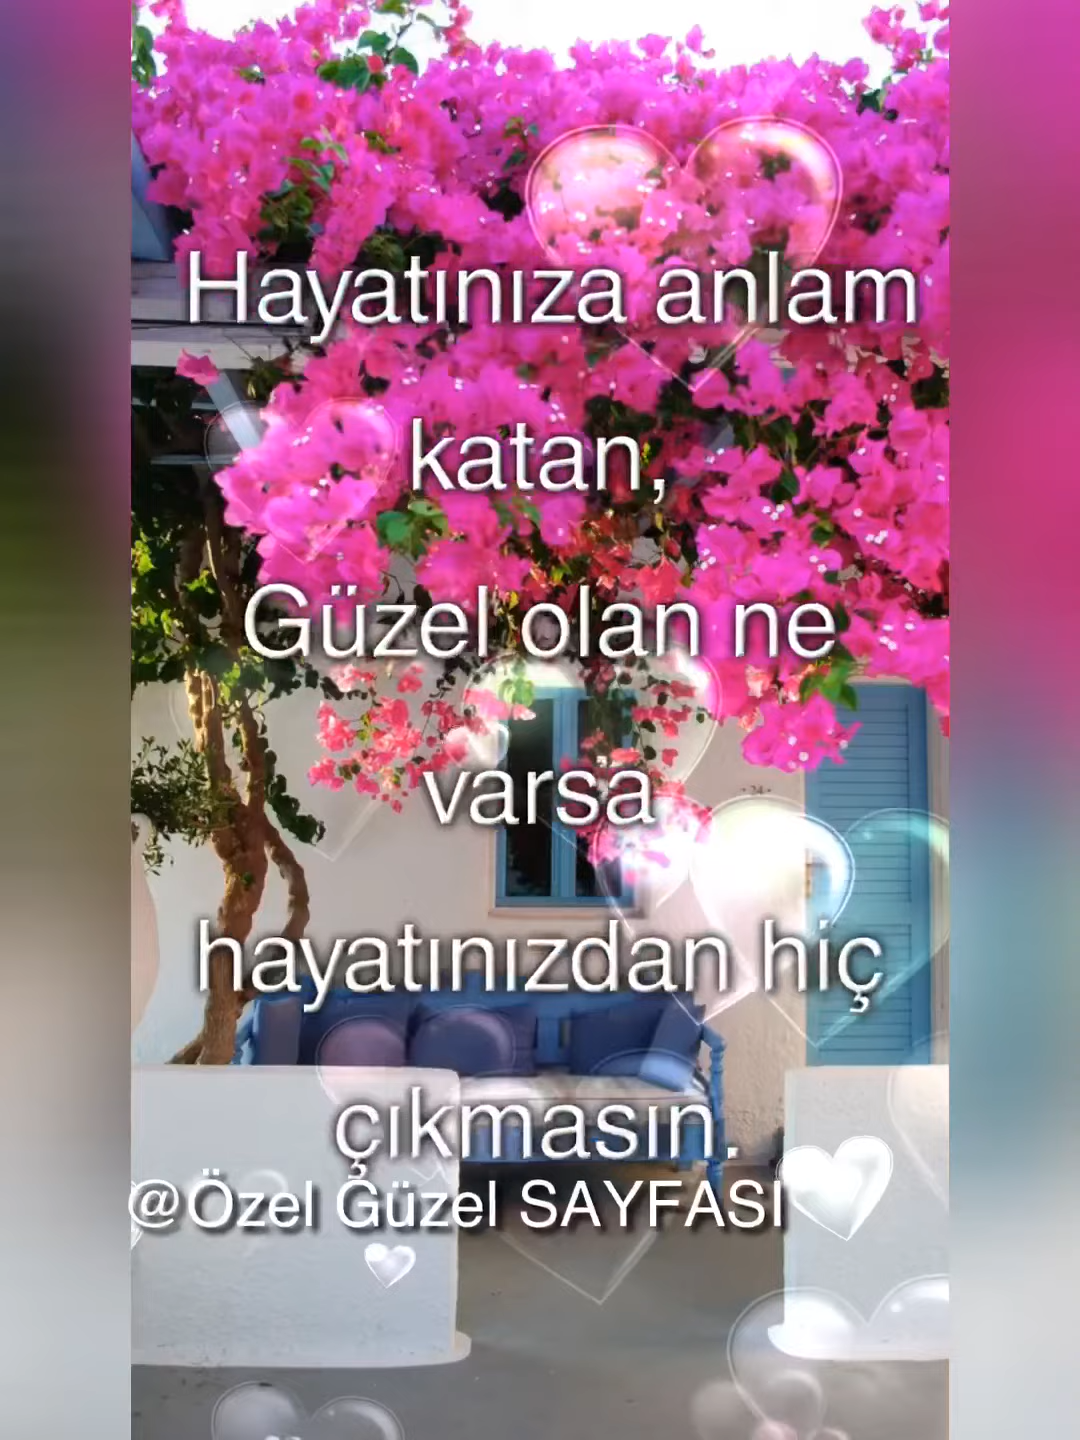 Hayatınıza anlam
katan,
Güzel olan ne
varsa
hayatınızdan hiç
çıkmasın.
@Özel Güzel SAYFASI